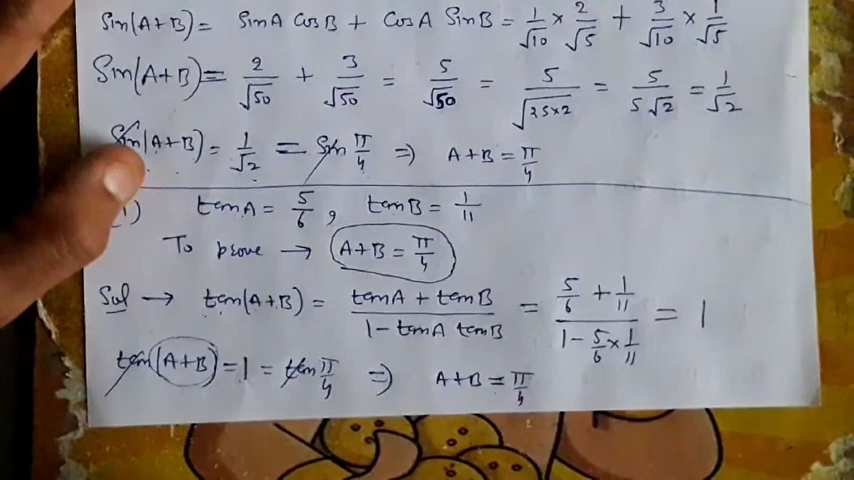 Sin(A+B) = SinA CosB + CosA SinB = 1/√10 × 2/√5 + 3/√10 × 1/√5
Sin(A+B) = 2/√50 + 3/√50 = 5/√50 = 5/√(25×2) = 5/5√2 = 1/√2
Sin(A+B) = 1/√2 = Sin π/4 ⇒ A+B = π/4
1) tanA = 5/6, tanB = 1/11
To prove → A+B = π/4
Sol → tan(A+B) = (tanA + tanB)/(1 - tanA tanB) = (5/6 + 1/11)/(1 - 5/6 × 1/11) = 1
tan(A+B) = 1 = tan π/4 ⇒ A+B = π/4